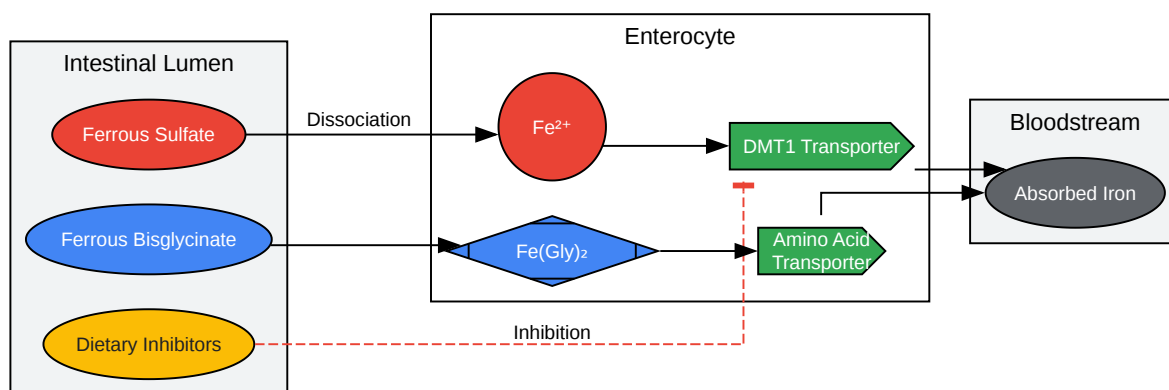 Intestinal Lumen
Ferrous Sulfate
Ferrous Bisglycinate
Dietary Inhibitors
Dissociation
Inhibition
Enterocyte
Fe²⁺
DMT1 Transporter
Fe(Gly)₂
Amino Acid
Transporter
Bloodstream
Absorbed Iron